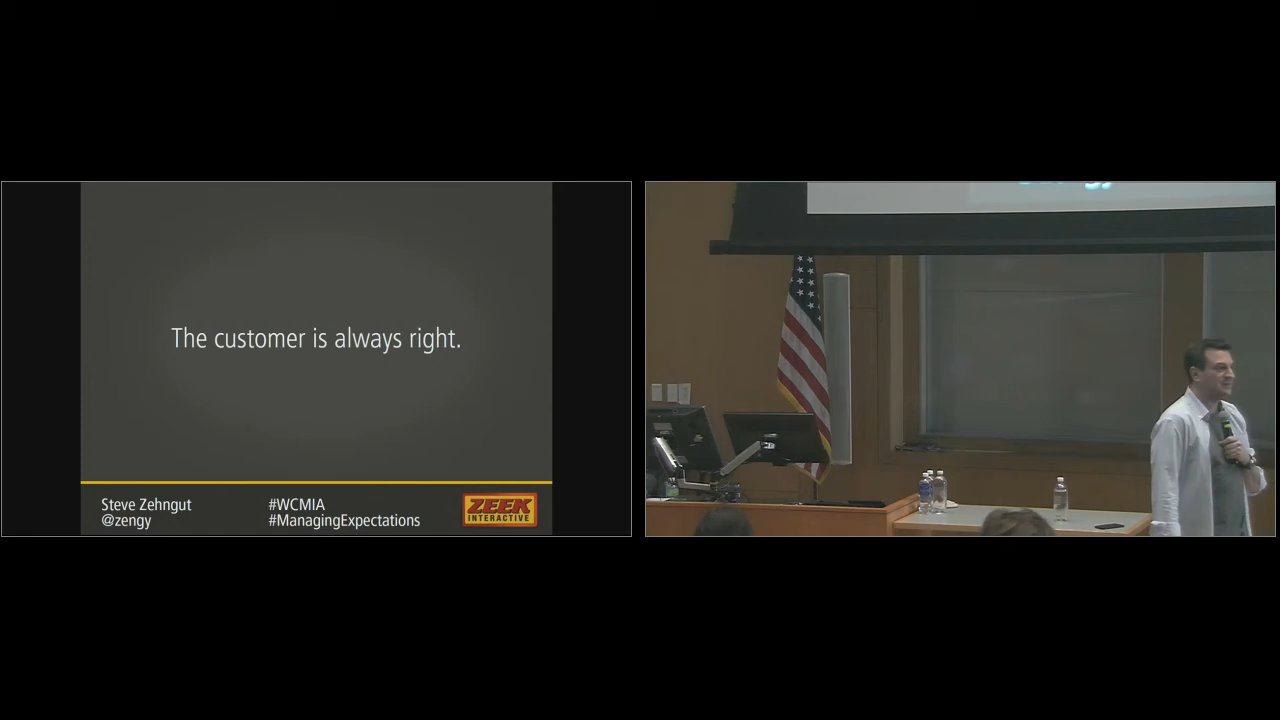 The customer is always right.
Steve Zehngut
@zengy
#WCMIA
#ManagingExpectations
ZEEK
INTERACTIVE